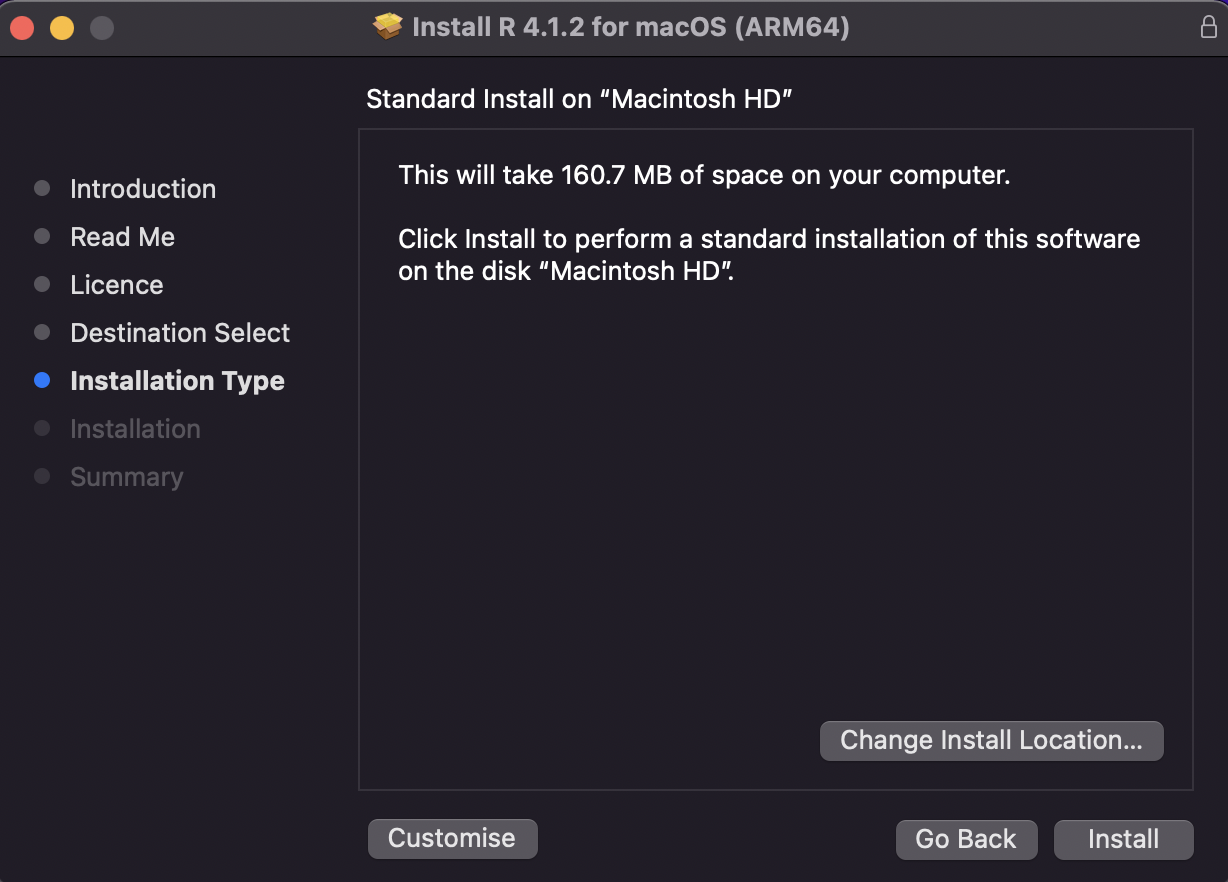 Install R 4.1.2 for macOS (ARM64)
Standard Install on “Macintosh HD”
Introduction
Read Me
Licence
Destination Select
Installation Type
Installation
Summary
This will take 160.7 MB of space on your computer.
Click Install to perform a standard installation of this software
on the disk “Macintosh HD”.
Change Install Location...
Customise
Go Back
Install